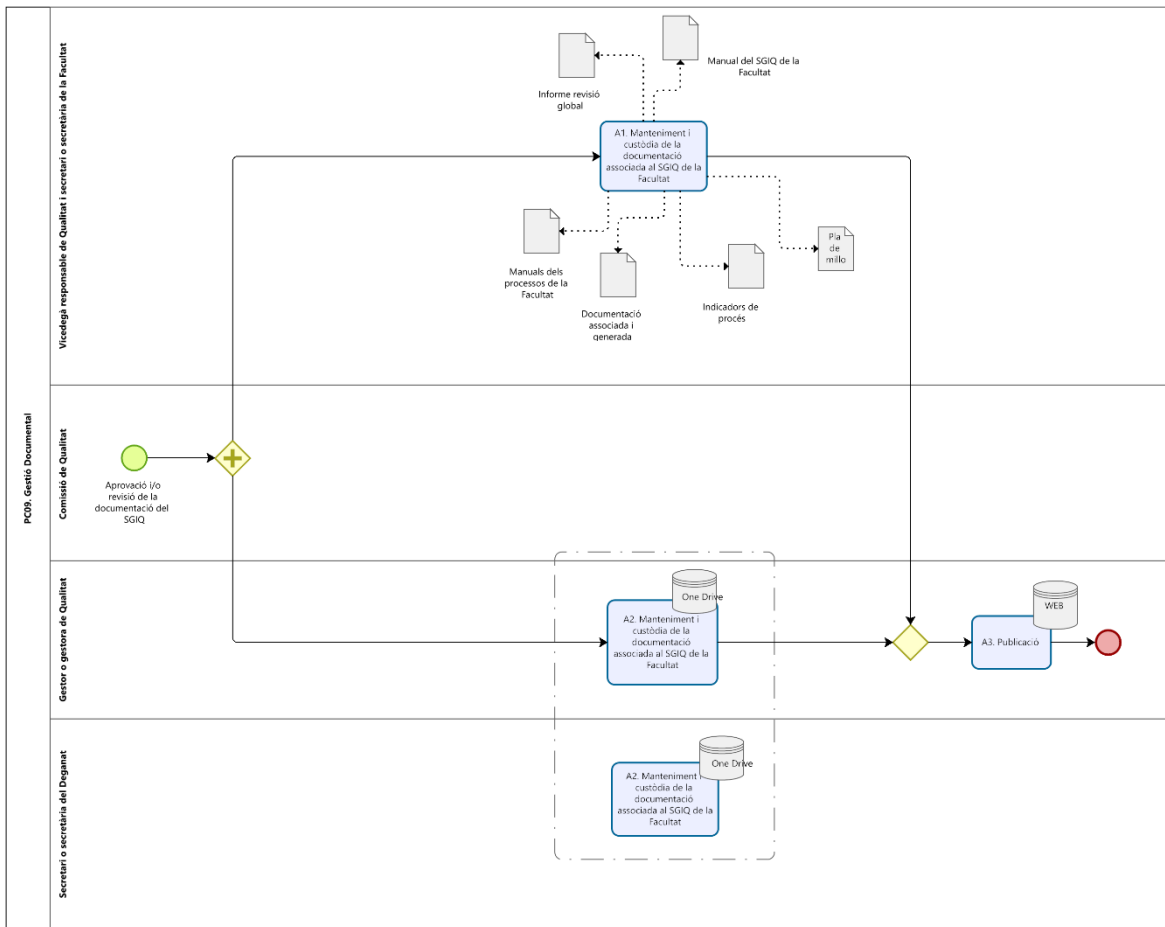 PC09. Gestió Documental
Vicedegà responsable de Qualitat i secretari o secretària de la Facultat
Informe revisió
global
Manual del SGIQ de la
Facultat
A1. Manteniment i
custòdia de la
documentació
associada al SGIQ de la
Facultat
Manuals dels
processos de la
Facultat
Documentació
associada i
generada
Indicadors de
procés
Pla
de
millo
Comissió de Qualitat
Aprovació i/o
revisió de la
documentació del
SGIQ
Gestor o gestora de Qualitat
One Drive
A2. Manteniment i
custòdia de la
documentació
associada al SGIQ de la
Facultat
WEB
A3. Publicació
Secretari o secretària del Deganat
One Drive
A2. Manteniment i
custòdia de la
documentació
associada al SGIQ de la
Facultat